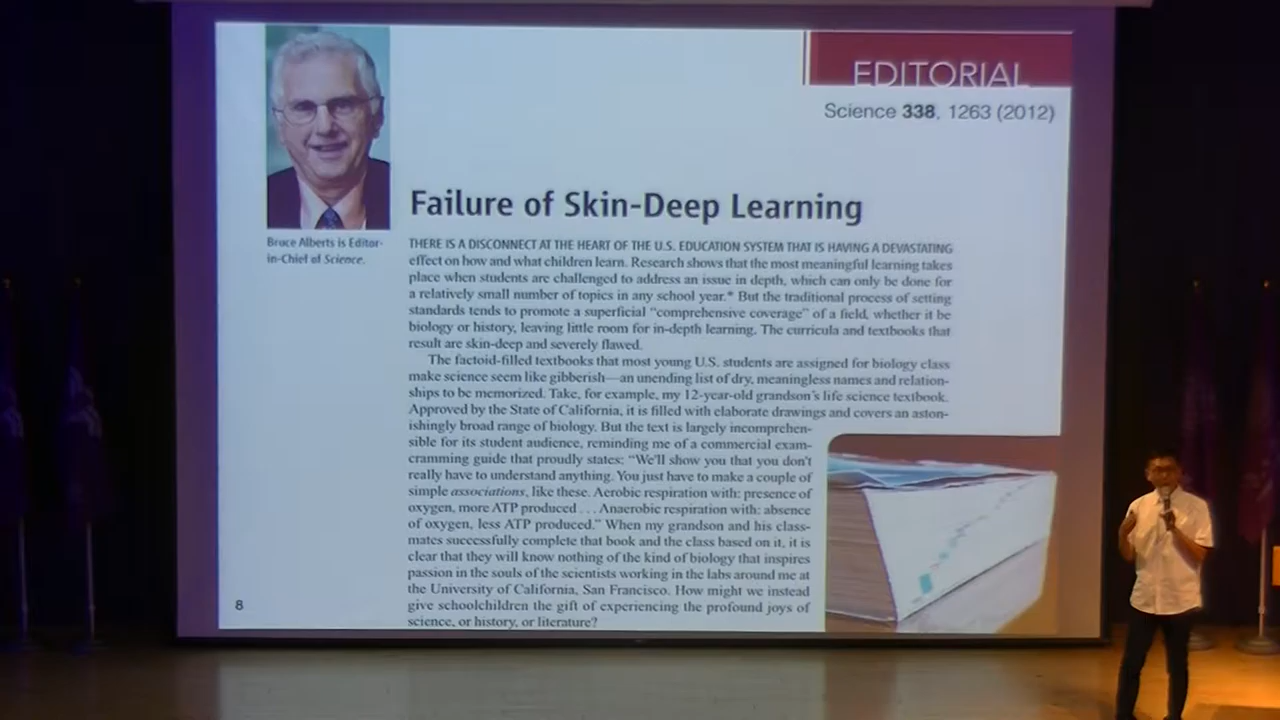 EDITORIAL
Science 338, 1263 (2012)
Failure of Skin-Deep Learning
Bruce Alberts is Editor-
in-Chief of Science.
THERE IS A DISCONNECT AT THE HEART OF THE U.S. EDUCATION SYSTEM THAT IS HAVING A DEVASTATING
effect on how and what children learn. Research shows that the most meaningful learning takes
place when students are challenged to address an issue in depth, which can only be done for
a relatively small number of topics in any school year.* But the traditional process of setting
standards tends to promote a superficial “comprehensive coverage” of a field, whether it be
biology or history, leaving little room for in-depth learning. The curricula and textbooks that
result are skin-deep and severely flawed.
The factoid-filled textbooks that most young U.S. students are assigned for biology class
make science seem like gibberish—an unending list of dry, meaningless names and relation-
ships to be memorized. Take, for example, my 12-year-old grandson’s life science textbook.
Approved by the State of California, it is filled with elaborate drawings and covers an aston-
ishingly broad range of biology. But the text is largely incomprehen-
sible for its student audience, reminding me of a commercial exam-
cramming guide that proudly states: “We’ll show you that you don’t
really have to understand anything. You just have to make a couple of
simple associations, like these. Aerobic respiration with: presence of
oxygen, more ATP produced . . . Anaerobic respiration with: absence
of oxygen, less ATP produced.” When my grandson and his class-
mates successfully complete that book and the class based on it, it is
clear that they will know nothing of the kind of biology that inspires
passion in the souls of the scientists working in the labs around me at
the University of California, San Francisco. How might we instead
give schoolchildren the gift of experiencing the profound joys of
science, or history, or literature?
8